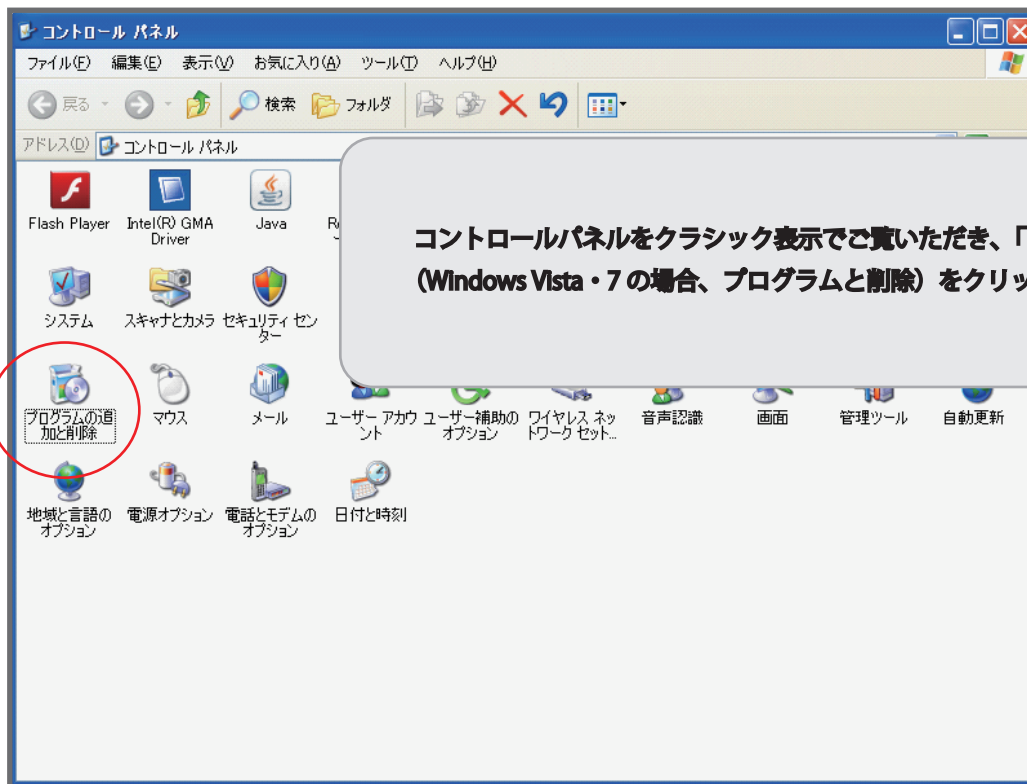 コントロール パネル
ファイル(F) 編集(E) 表示(V) お気に入り(A) ツール(T) ヘルプ(H)
戻る 検索 フォルダ
アドレス(D) コントロール パネル
Flash Player
Intel(R) GMA
Driver
Java
コントロールパネルをクラシック表示でご覧いただき、「
(Windows Vista・7 の場合、プログラムと削除) をクリッ
システム
スキャナとカメラ
セキュリティ セン
ター
プログラムの追
加と削除
マウス
メール
ユーザー アカウ
ント
ユーザー補助の
オプション
ワイヤレス ネッ
トワーク セット...
音声認識
画面
管理ツール
自動更新
地域と言語の
オプション
電源オプション
電話とモデムの
オプション
日付と時刻